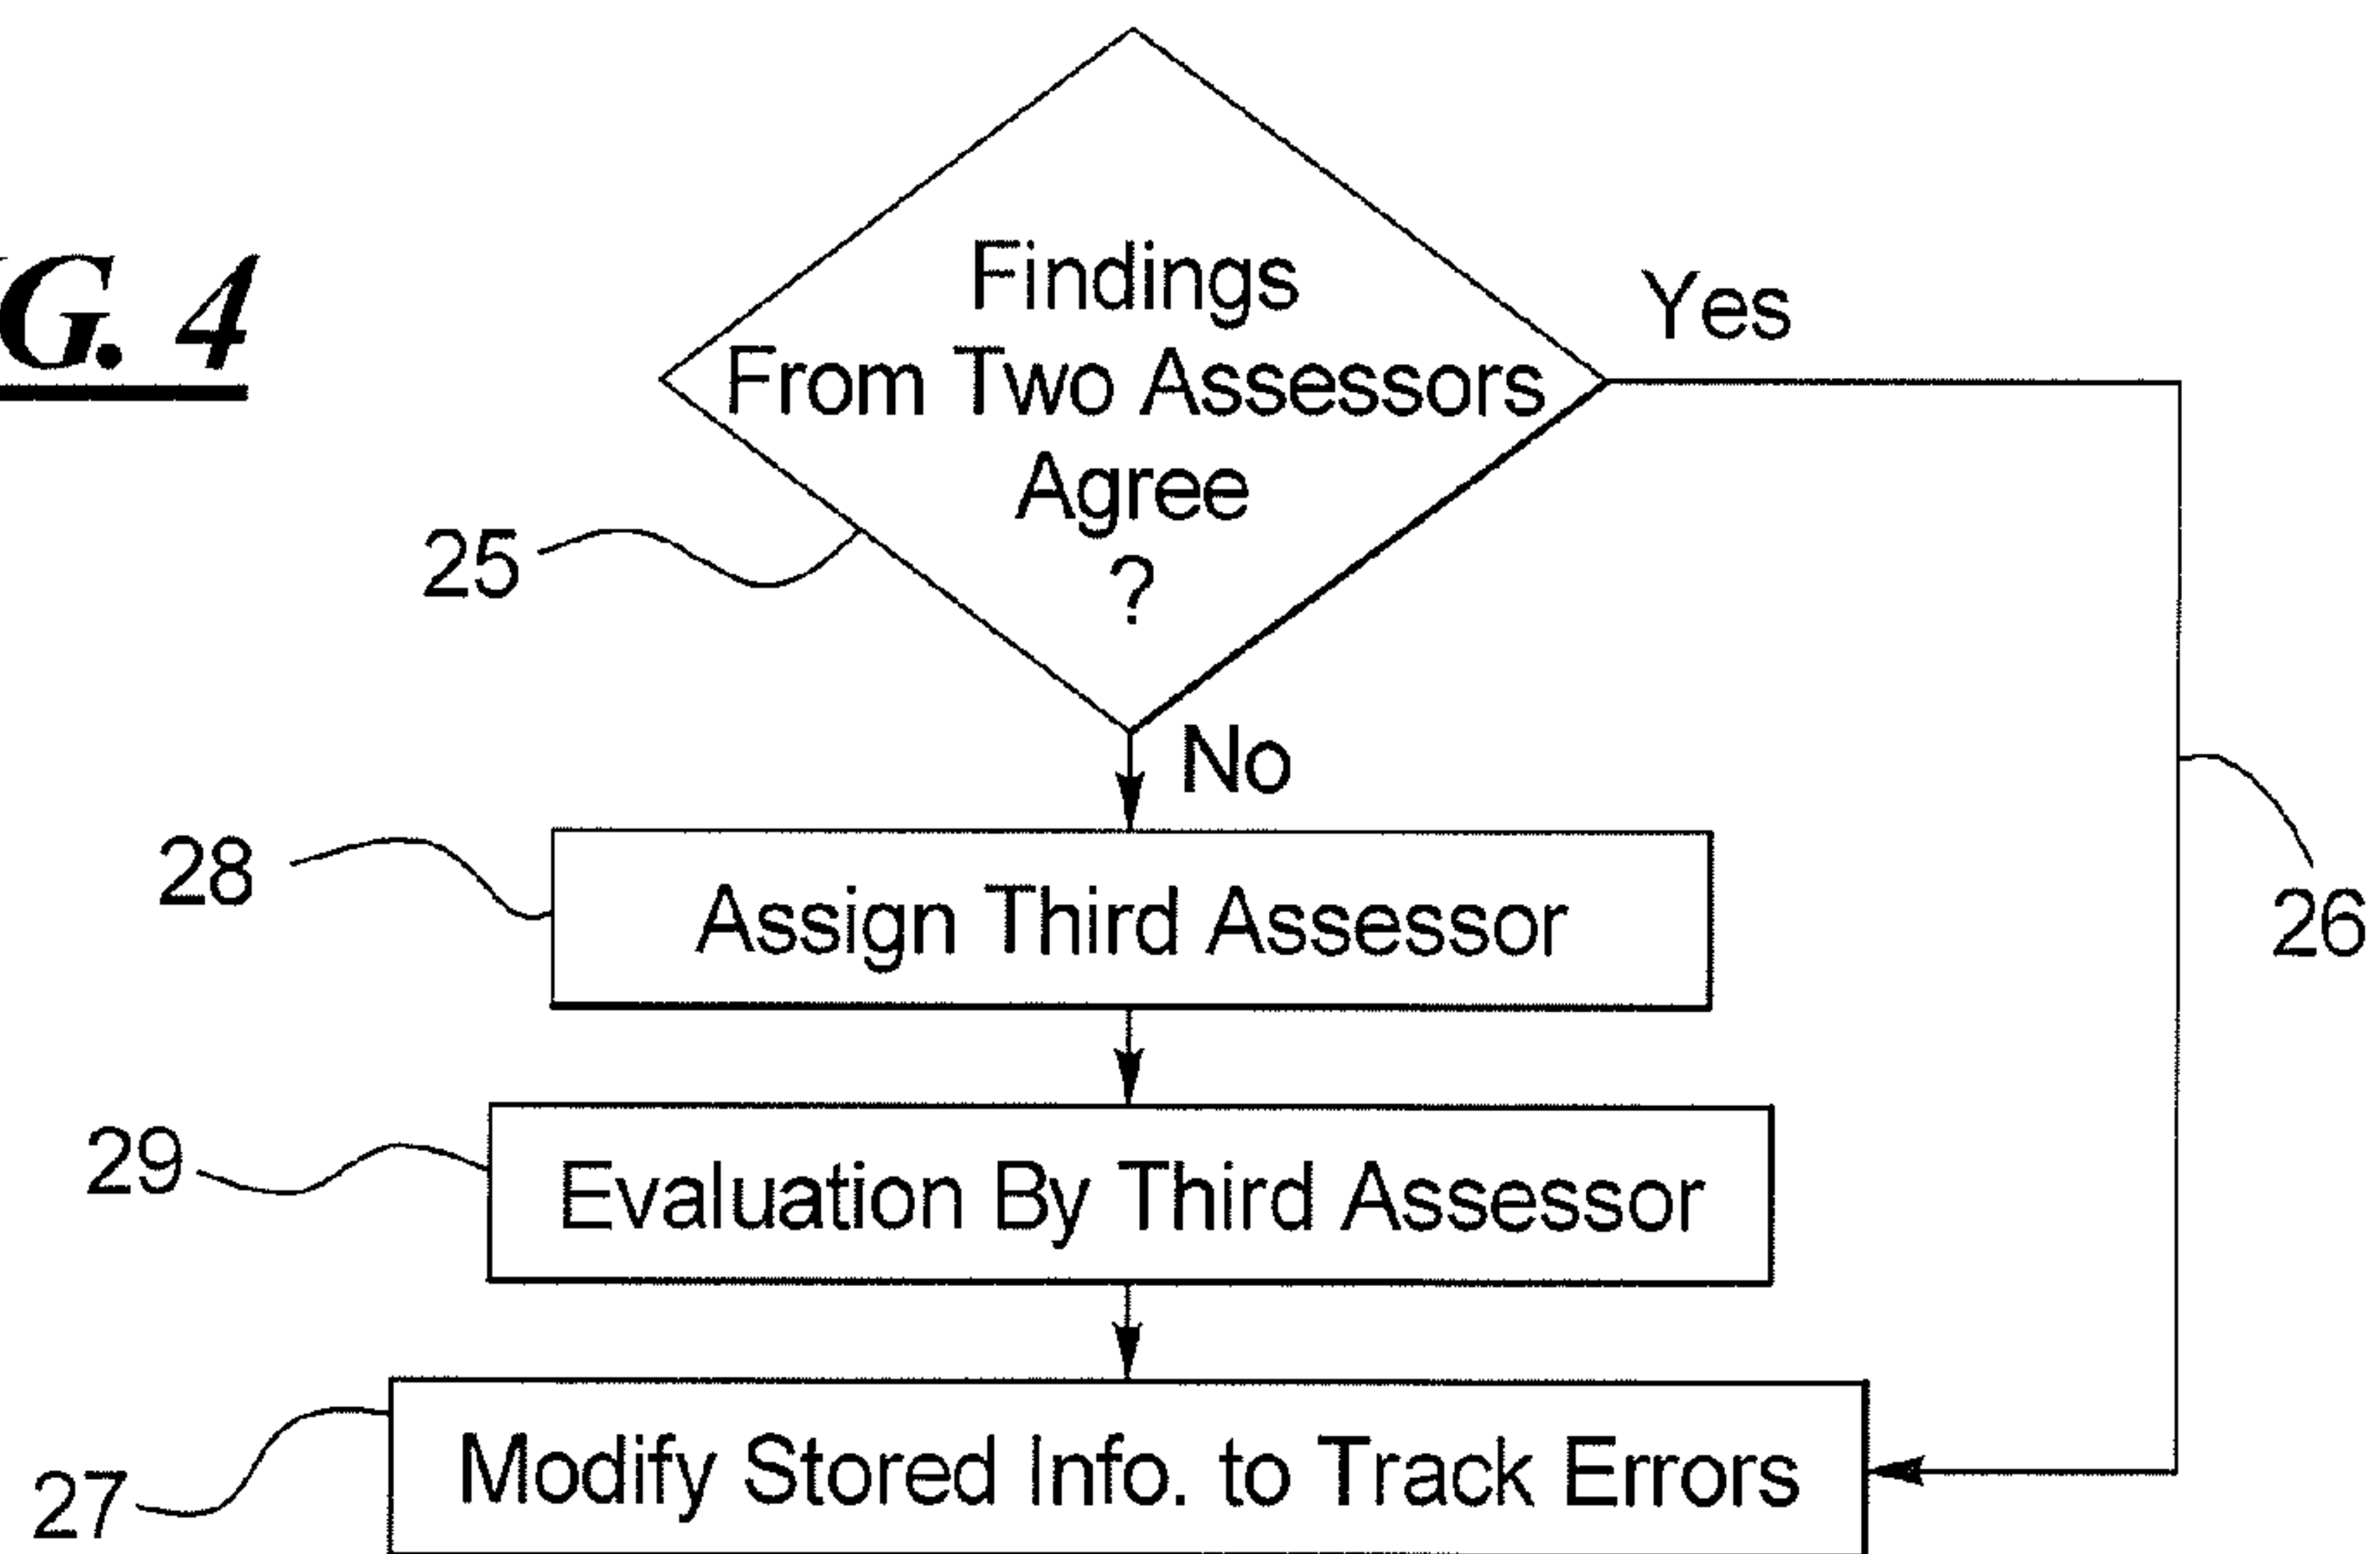 G. 4
Findings
From Two Assessors
Agree
?
Yes
25
No
28
Assign Third Assessor
26
29
Evaluation By Third Assessor
27
Modify Stored Info. to Track Errors